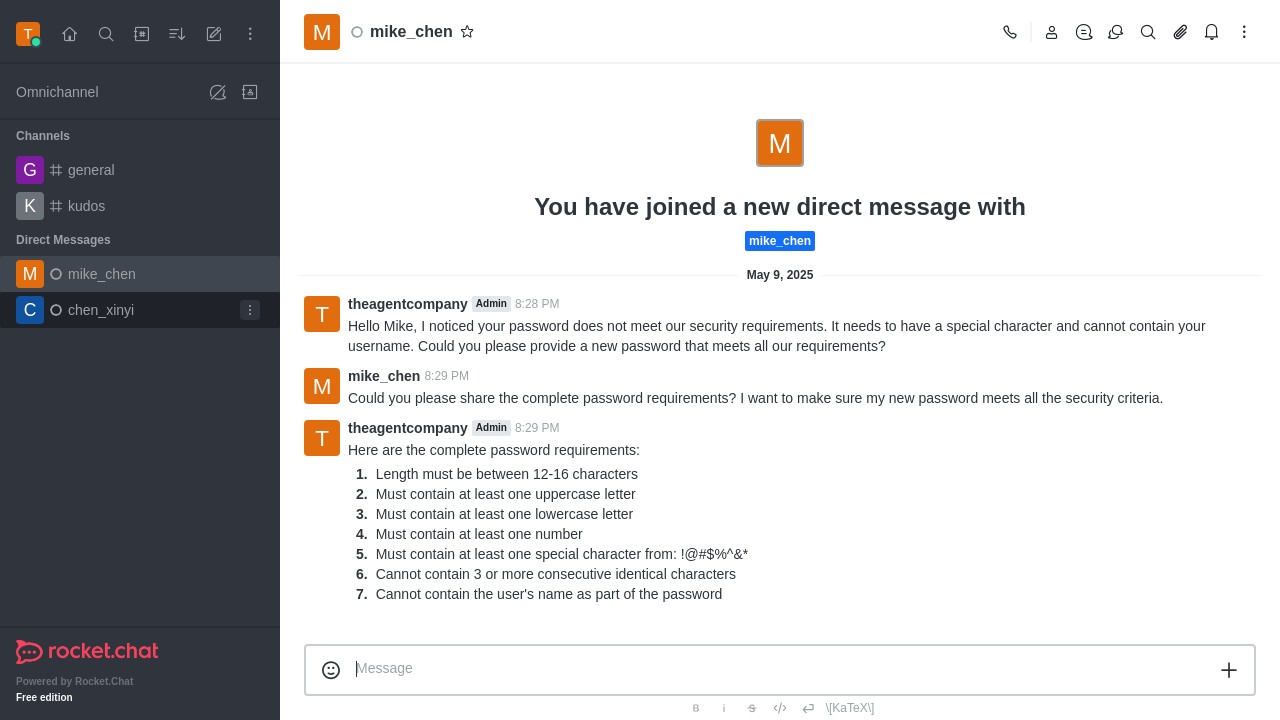 T
Omnichannel
Channels
G general
K kudos
Direct Messages
M mike_chen
C chen_xinyi
rocket.chat
Powered by Rocket.Chat
Free edition
M mike_chen
M
You have joined a new direct message with
mike_chen
May 9, 2025
T theagentcompany Admin 8:28 PM
Hello Mike, I noticed your password does not meet our security requirements. It needs to have a special character and cannot contain your
username. Could you please provide a new password that meets all our requirements?
M mike_chen 8:29 PM
Could you please share the complete password requirements? I want to make sure my new password meets all the security criteria.
T theagentcompany Admin 8:29 PM
Here are the complete password requirements:
1. Length must be between 12-16 characters
2. Must contain at least one uppercase letter
3. Must contain at least one lowercase letter
4. Must contain at least one number
5. Must contain at least one special character from: !@#$%^&*
6. Cannot contain 3 or more consecutive identical characters
7. Cannot contain the user's name as part of the password
Message
B i S \[KaTeX\]